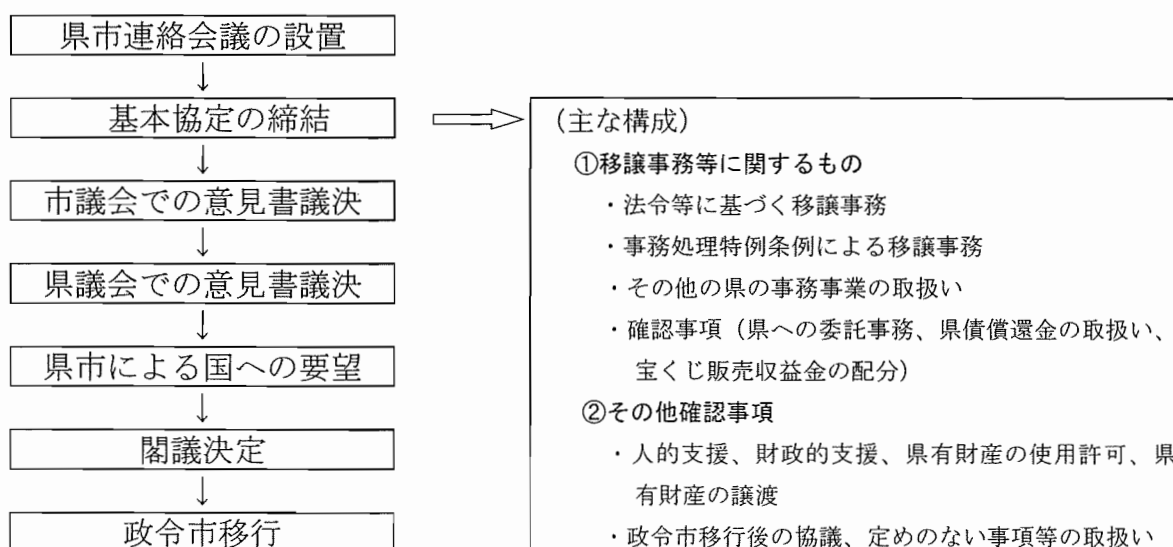 県市連絡会議の設置
↓
基本協定の締結
↓
市議会での意見書議決
↓
県議会での意見書議決
↓
県市による国への要望
↓
閣議決定
↓
政令市移行
（主な構成）
①移譲事務等に関するもの
・法令等に基づく移譲事務
・事務処理特例条例による移譲事務
・その他の県の事務事業の取扱い
・確認事項（県への委託事務、県債償還金の取扱い、
宝くじ販売収益金の配分）
②その他確認事項
・人的支援、財政的支援、県有財産の使用許可、県
有財産の譲渡
・政令市移行後の協議、定めのない事項等の取扱い